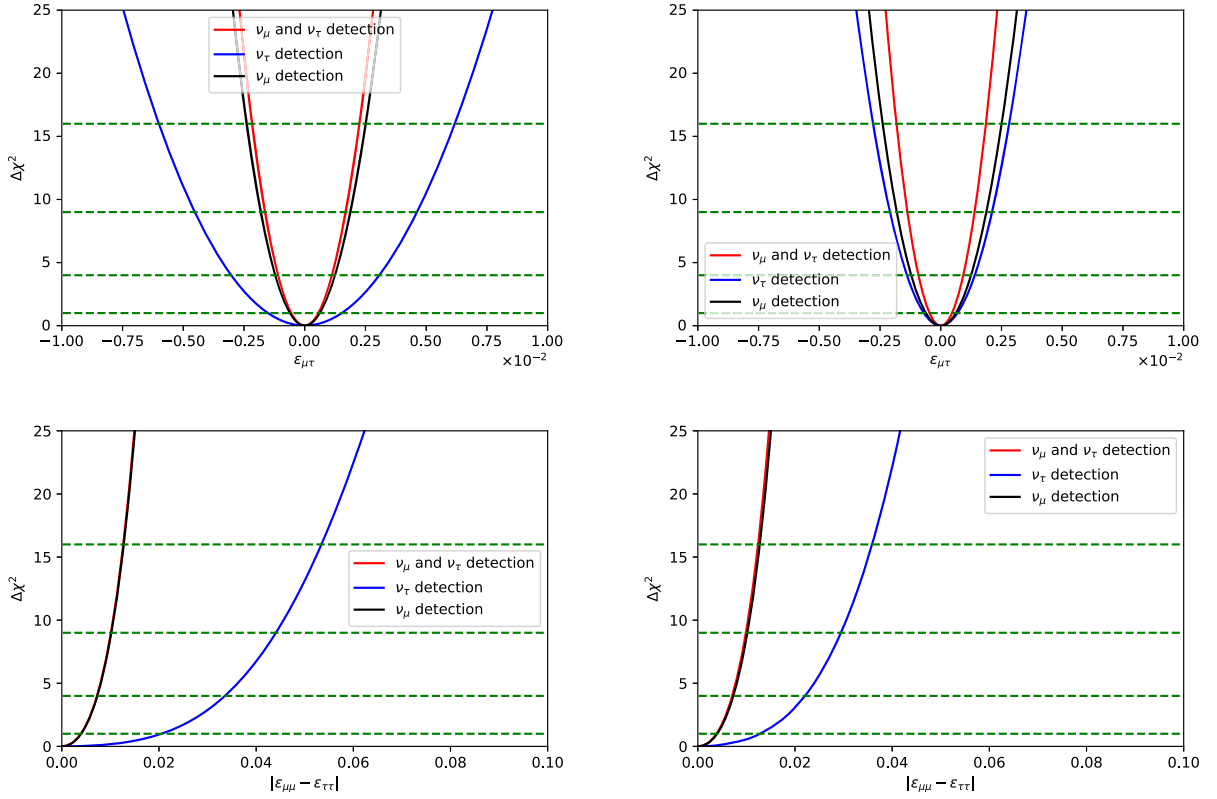 25
20
15
10
5
0
Δχ²
ν_μ and ν_τ detection
ν_τ detection
ν_μ detection
−1.00 −0.75 −0.50 −0.25 0.00 0.25 0.50 0.75 1.00
ε_μτ
×10⁻²
25
20
15
10
5
0
Δχ²
ν_μ and ν_τ detection
ν_τ detection
ν_μ detection
−1.00 −0.75 −0.50 −0.25 0.00 0.25 0.50 0.75 1.00
ε_μτ
×10⁻²
25
20
15
10
5
0
Δχ²
ν_μ and ν_τ detection
ν_τ detection
ν_μ detection
0.00 0.02 0.04 0.06 0.08 0.10
|ε_μμ − ε_ττ|
25
20
15
10
5
0
Δχ²
ν_μ and ν_τ detection
ν_τ detection
ν_μ detection
0.00 0.02 0.04 0.06 0.08 0.10
|ε_μμ − ε_ττ|